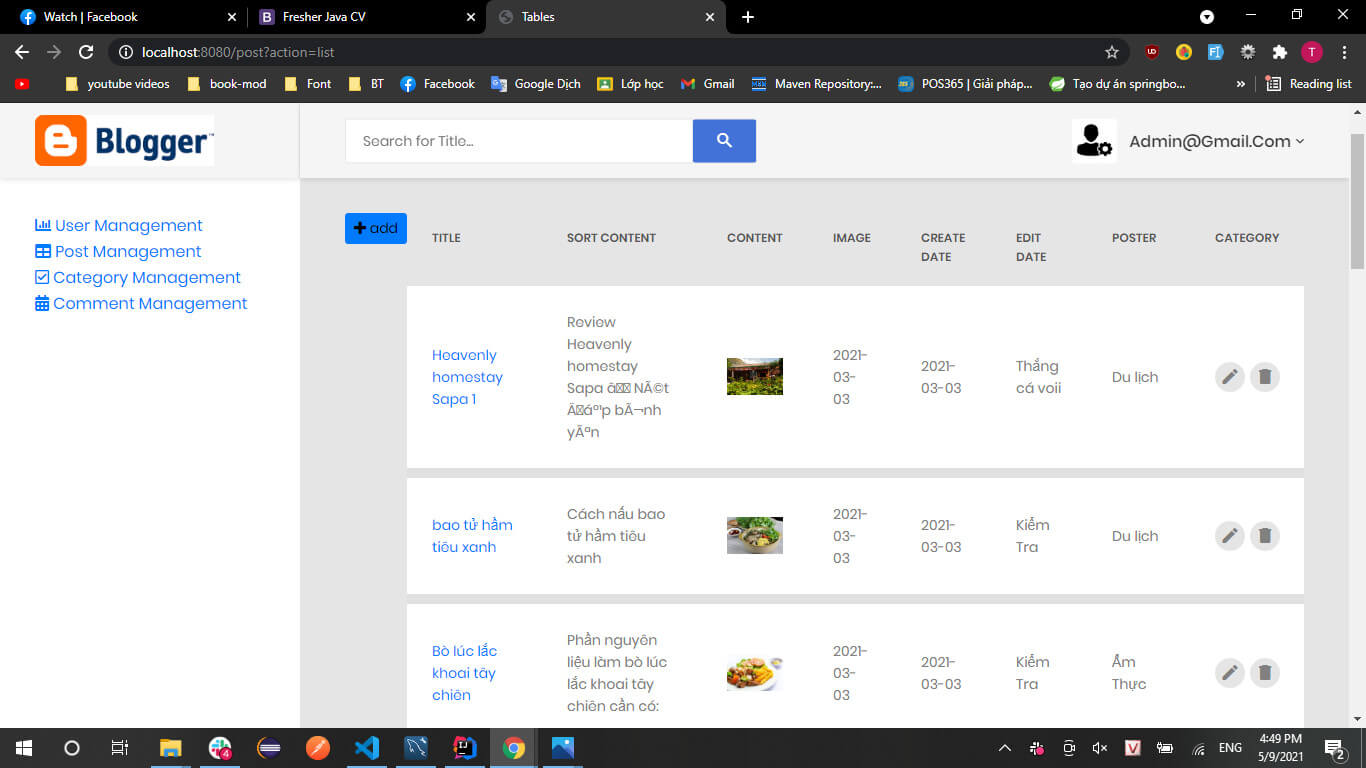 Watch | Facebook
Fresher Java CV
Tables
localhost:8080/post?action=list
T
youtube videos
book-mod
Font
BT
Facebook
Google Dịch
Lớp học
Gmail
Maven Repository:...
POS365 | Giải pháp...
Tạo dự án springbo...
»
Reading list
Blogger™
Search for Title...
Admin@Gmail.Com
User Management
Post Management
Category Management
Comment Management
add
TITLE
SORT CONTENT
CONTENT
IMAGE
CREATE
DATE
EDIT
DATE
POSTER
CATEGORY
Heavenly
homestay
Sapa 1
Review
Heavenly
homestay
Sapa
2021-
03-
03
2021-
03-03
Thắng
cá voii
Du lịch
bao tử hầm
tiêu xanh
Cách nấu bao
tử hầm tiêu
xanh
2021-
03-
03
2021-
03-03
Kiểm
Tra
Du lịch
Bò lúc lắc
khoai tây
chiên
Phần nguyên
liệu làm bò lúc
lắc khoai tây
chiên cần có:
2021-
03-
03
2021-
03-03
Kiểm
Tra
Ẩm
Thực
ENG
4:49 PM
5/9/2021